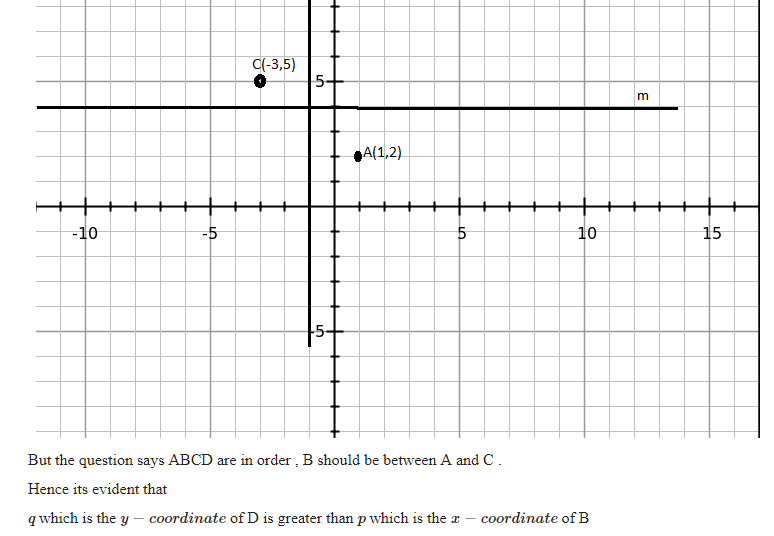 C(-3,5)
5
m
A(1,2)
-10 -5 5 10 15
-5
But the question says ABCD are in order , B should be between A and C .
Hence its evident that
q which is the y − coordinate of D is greater than p which is the x − coordinate of B